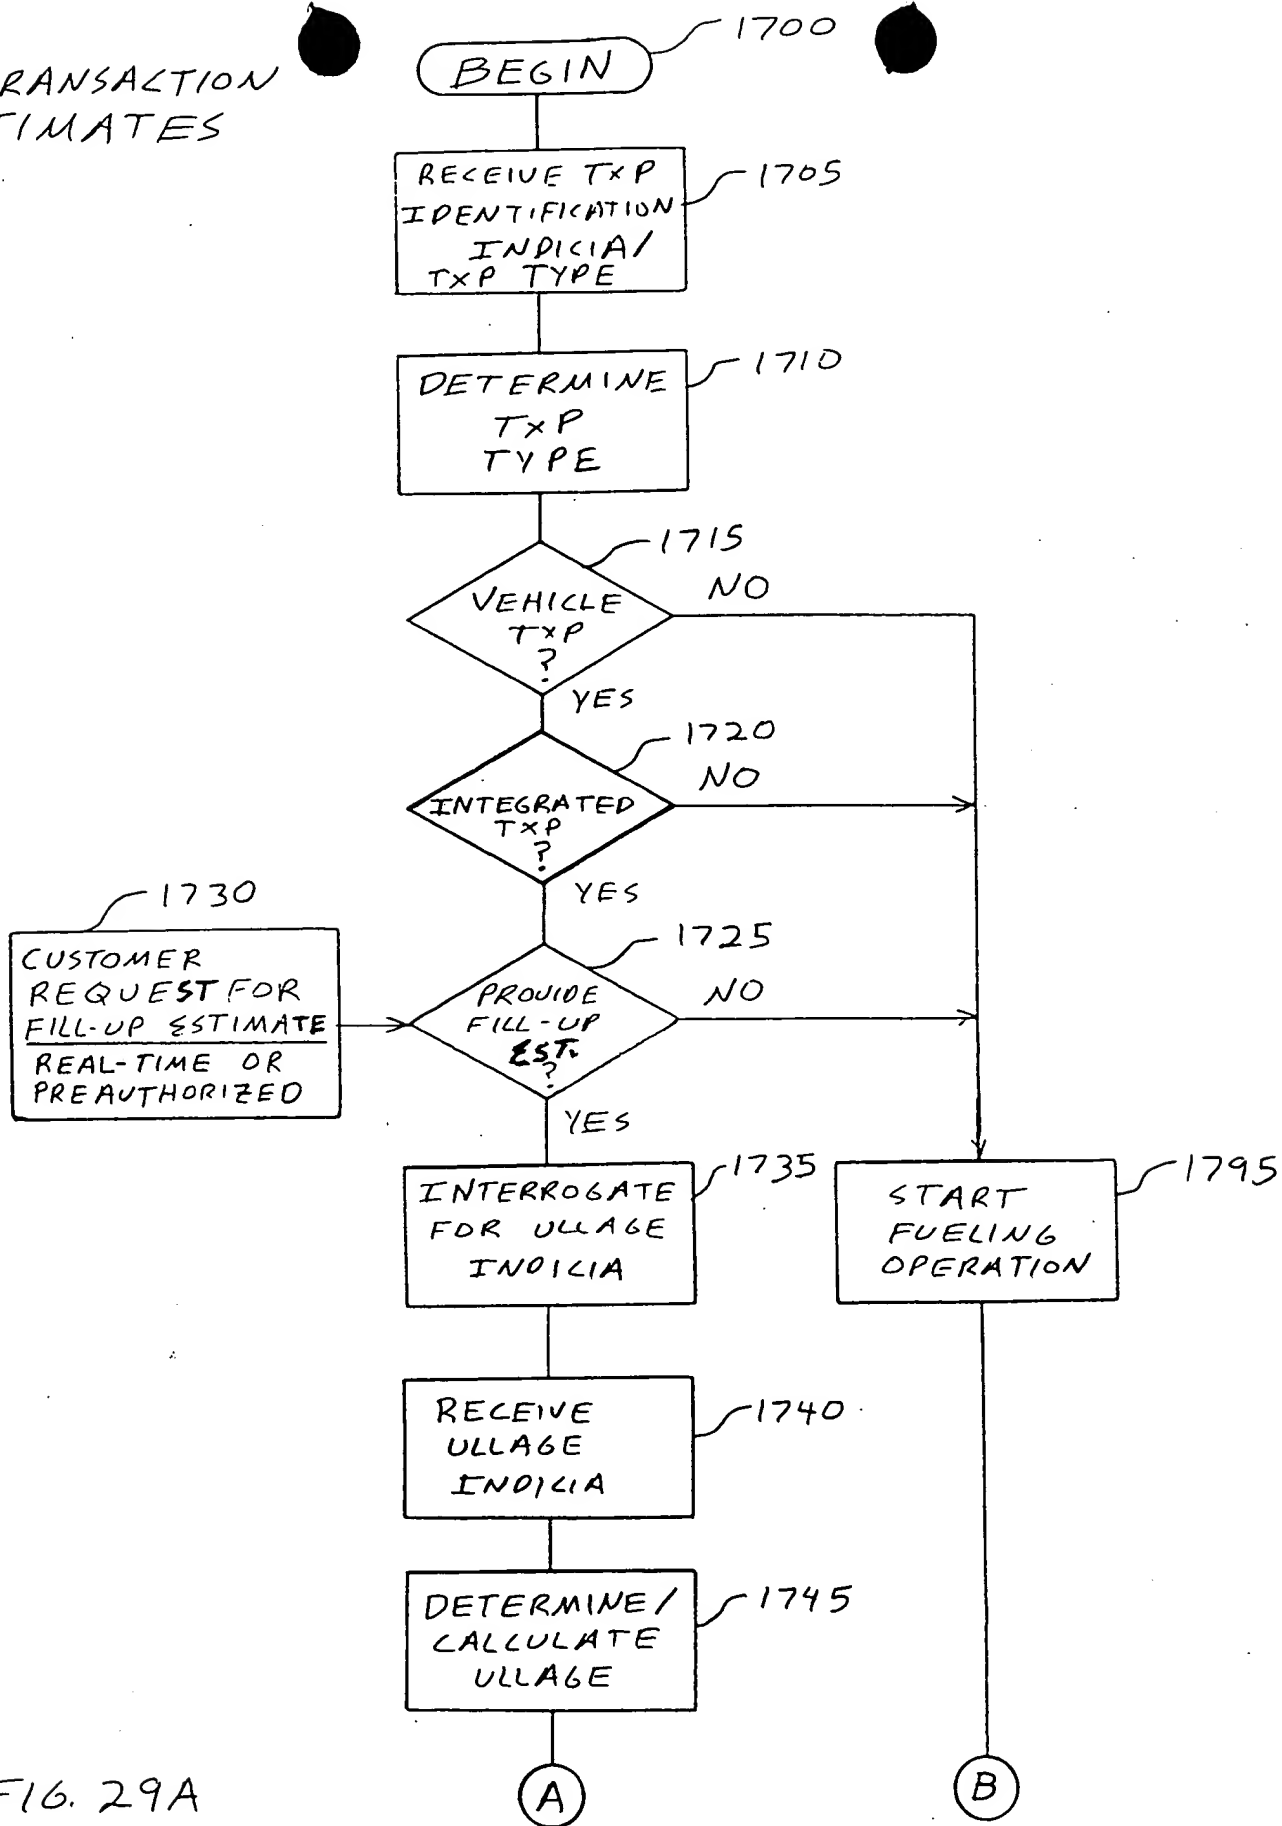 RANSACTION
TIMATES
1700
BEGIN
RECEIVE TxP
IDENTIFICATION
INDICIA/
TxP TYPE
1705
DETERMINE
TxP
TYPE
1710
1715
VEHICLE
TxP
?
NO
YES
1720
INTEGRATED
TxP
?
NO
YES
1730
CUSTOMER
REQUEST FOR
FILL-UP ESTIMATE
REAL-TIME OR
PREAUTHORIZED
1725
PROVIDE
FILL-UP
EST.
?
NO
YES
INTERROGATE
FOR ULLAGE
INDICIA
1735
START
FUELING
OPERATION
1795
RECEIVE
ULLAGE
INDICIA
1740
DETERMINE/
CALCULATE
ULLAGE
1745
FIG. 29A
A
B